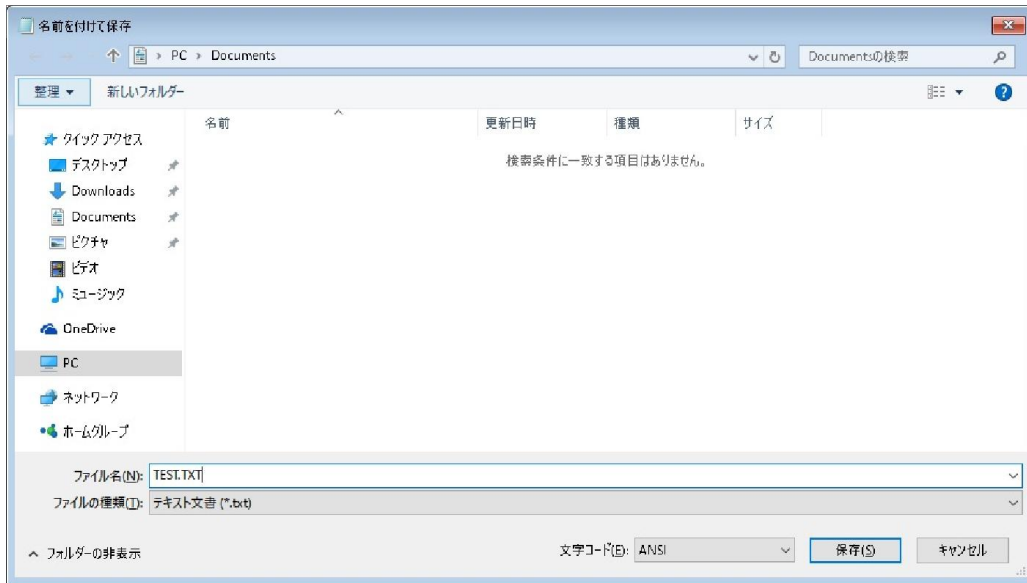 名前を付けて保存
PC > Documents
Documentsの検索
整理
新しいフォルダー
名前 更新日時 種類 サイズ
検索条件に一致する項目はありません。
クイック アクセス
デスクトップ
Downloads
Documents
ピクチャ
ビデオ
ミュージック
OneDrive
PC
ネットワーク
ホームグループ
ファイル名(N): TEST.TXT
ファイルの種類(T): テキスト文書 (*.txt)
フォルダーの非表示
文字コード(E): ANSI
保存(S)
キャンセル